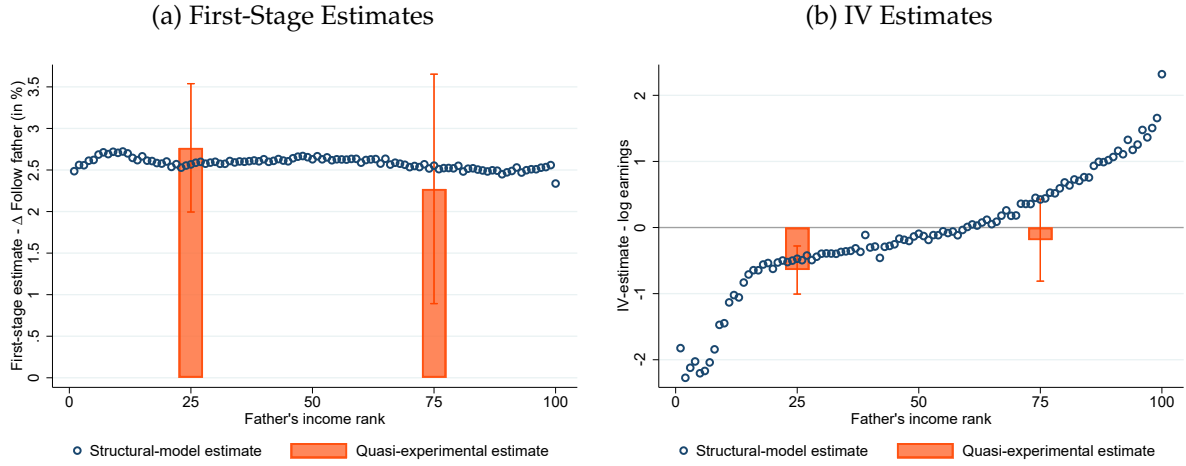 (a) First-Stage Estimates
First-stage estimate - Δ Follow father (in %)
3.5
3
2.5
2
1.5
1
.5
0
0
25
50
75
100
Father's income rank
Structural-model estimate
Quasi-experimental estimate
(b) IV Estimates
IV-estimate - log earnings
2
1
0
-1
-2
0
25
50
75
100
Father's income rank
Structural-model estimate
Quasi-experimental estimate